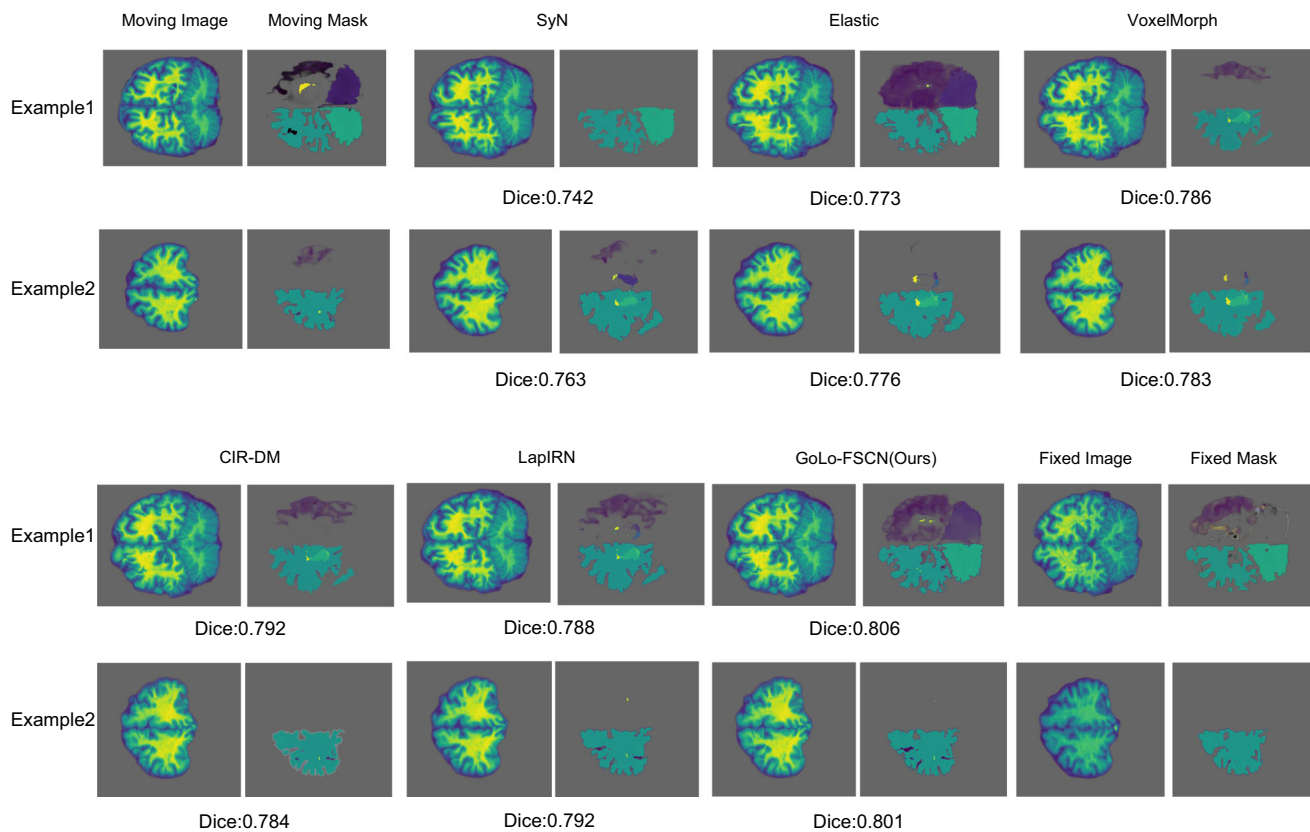 Moving Image Moving Mask SyN Elastic VoxelMorph
Example1
Dice:0.742 Dice:0.773 Dice:0.786
Example2
Dice:0.763 Dice:0.776 Dice:0.783
CIR-DM LapIRN GoLo-FSCN(Ours) Fixed Image Fixed Mask
Example1
Dice:0.792 Dice:0.788 Dice:0.806
Example2
Dice:0.784 Dice:0.792 Dice:0.801